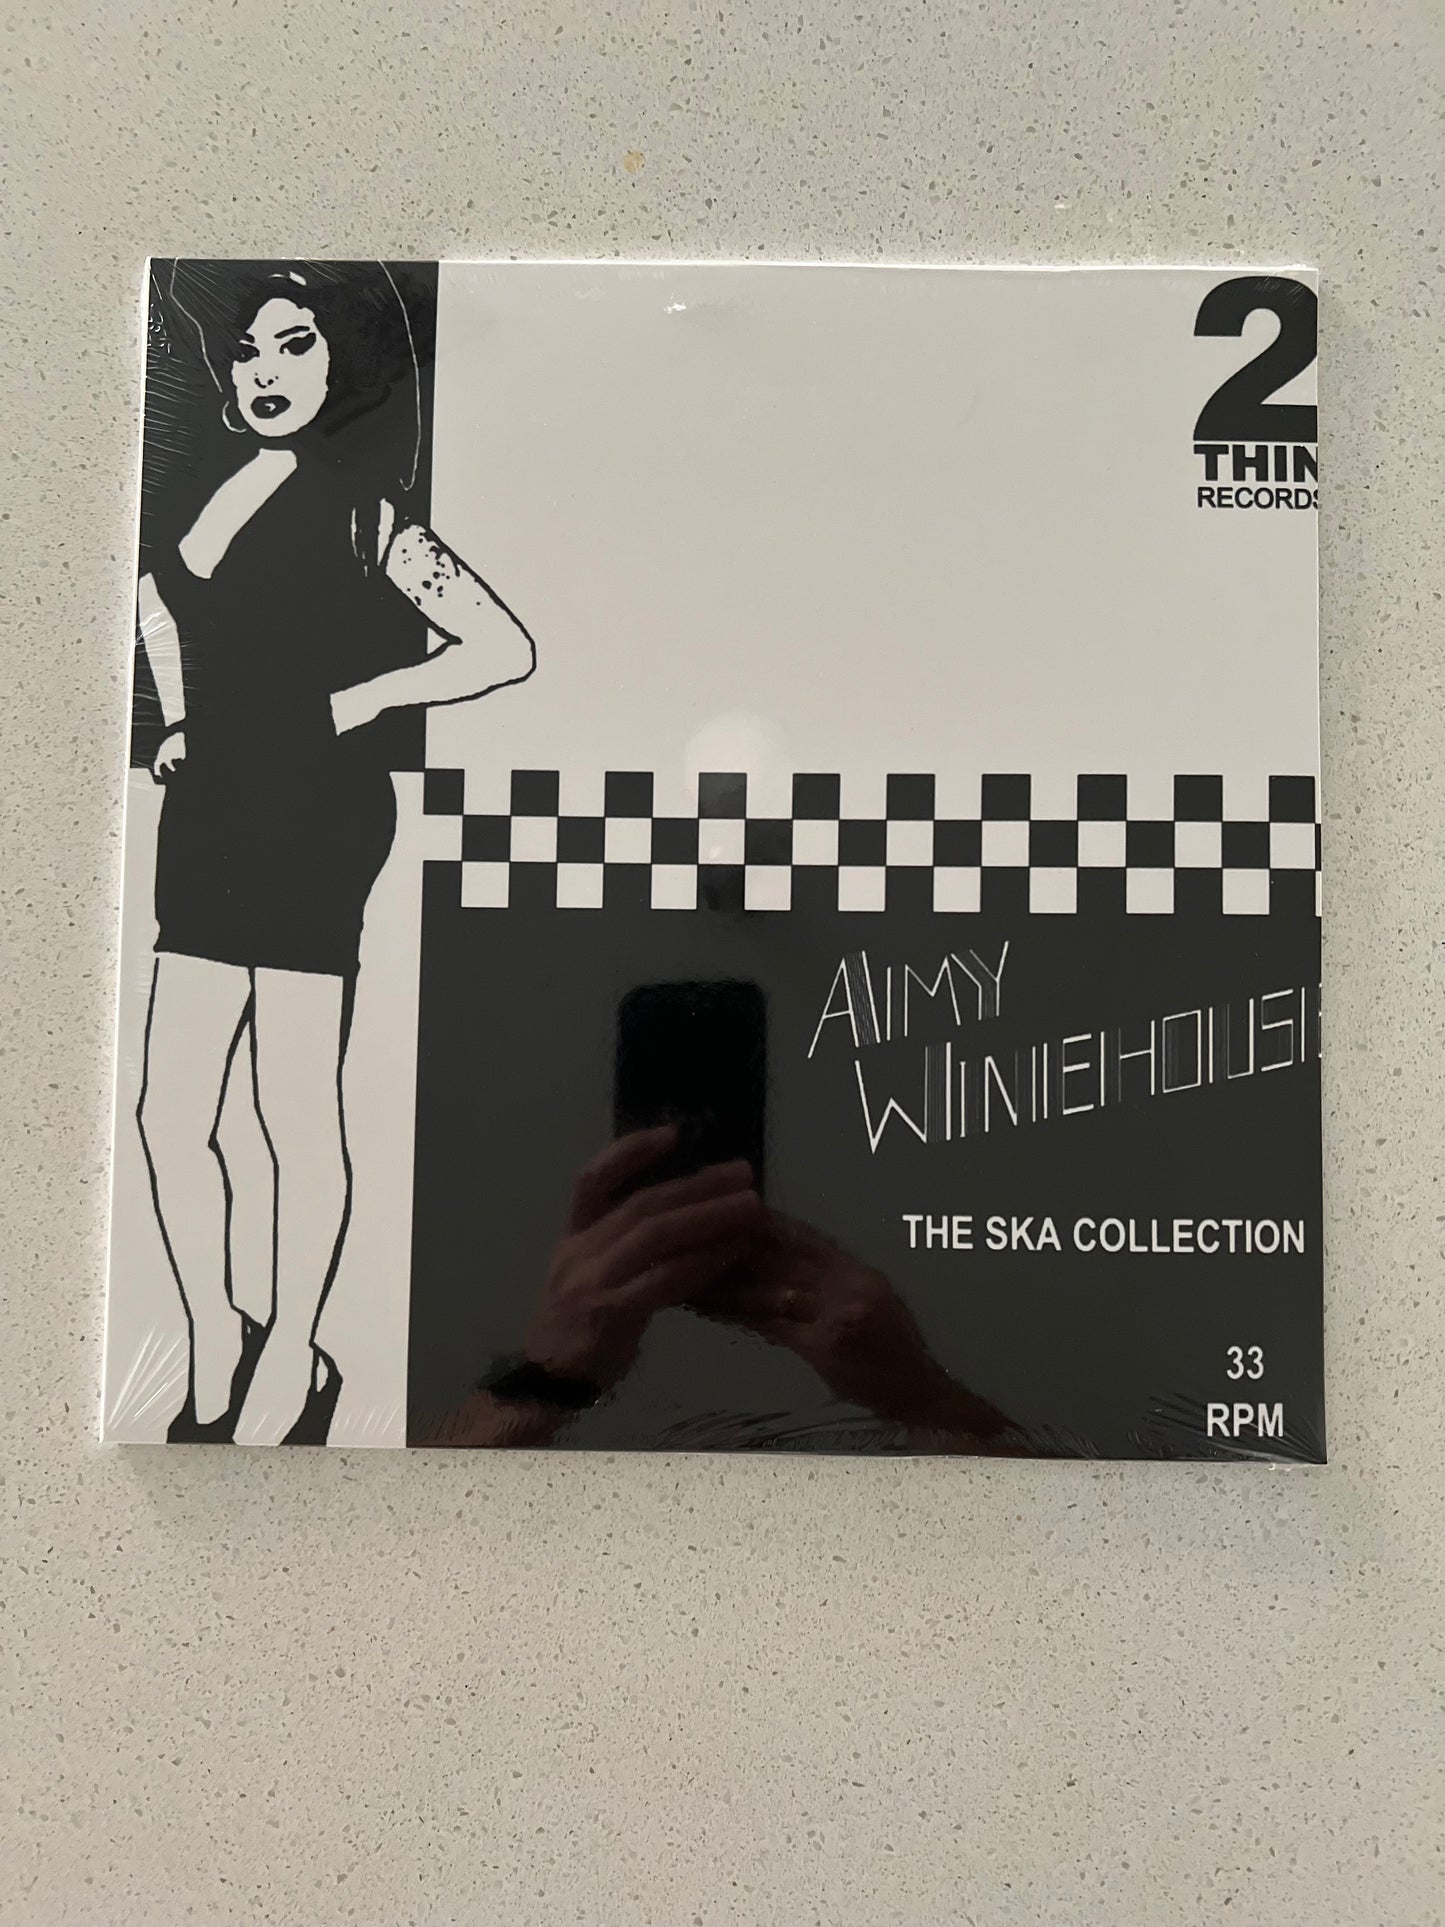 2
THIN
RECORDS
AMY
WINEHOUSE
THE SKA COLLECTION
33
RPM